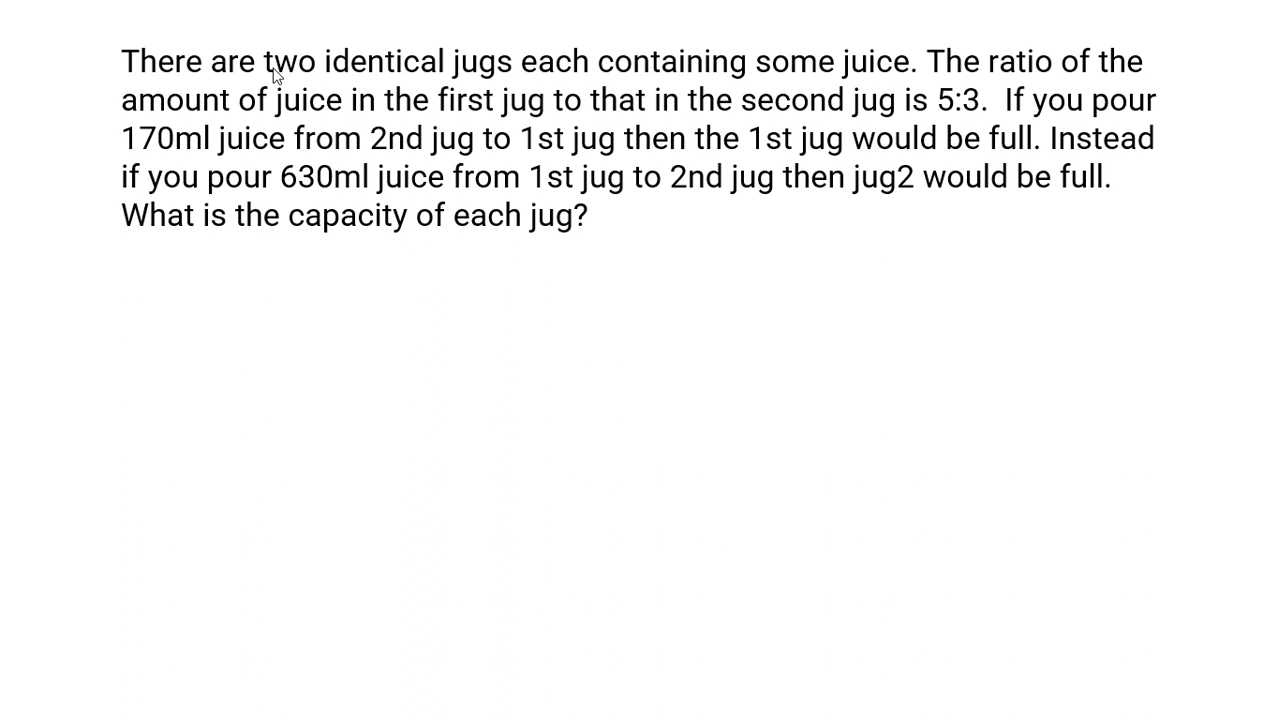 There are two identical jugs each containing some juice. The ratio of the
amount of juice in the first jug to that in the second jug is 5:3.  If you pour
170ml juice from 2nd jug to 1st jug then the 1st jug would be full. Instead
if you pour 630ml juice from 1st jug to 2nd jug then jug2 would be full.
What is the capacity of each jug?